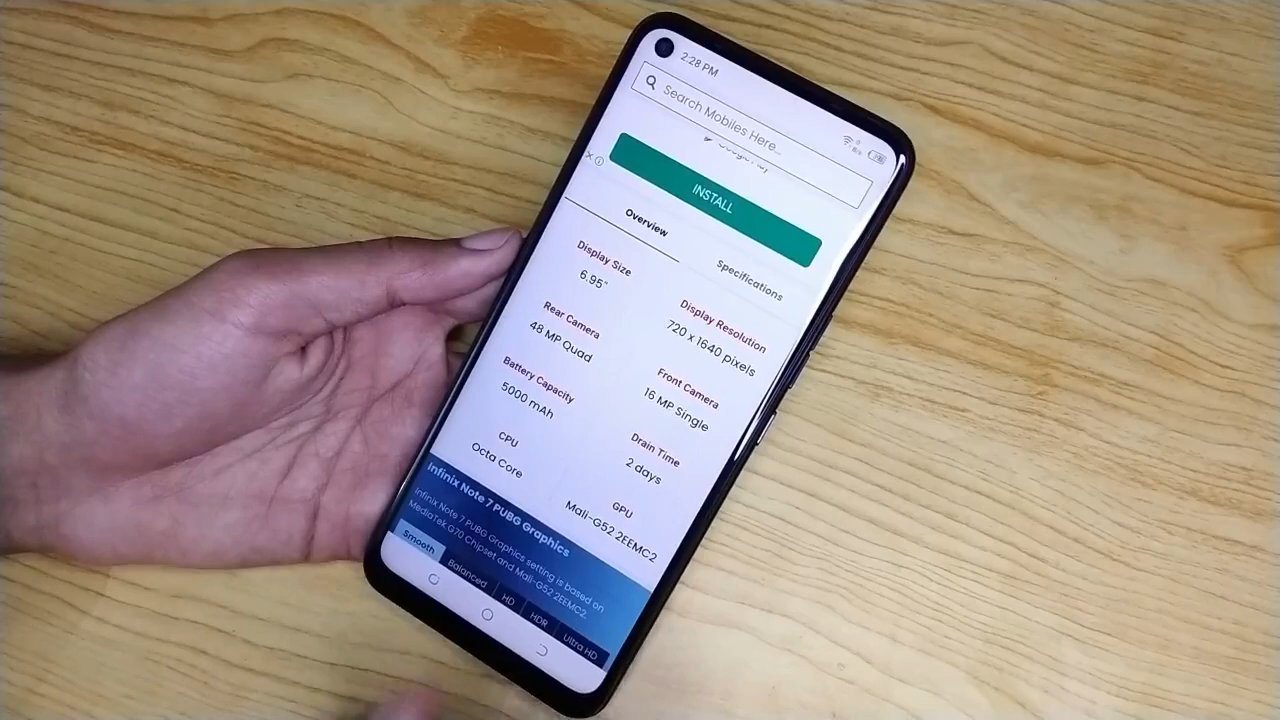 2:28 PM
Search Mobiles Here...
INSTALL
Overview
Specifications
Display Size
6.95"
Display Resolution
720 x 1640 pixels
Rear Camera
48 MP Quad
Front Camera
16 MP Single
Battery Capacity
5000 mAh
Drain Time
2 days
CPU
Octa Core
GPU
Mali-G52 2EEMC2
Infinix Note 7 PUBG Graphics
Infinix Note 7 PUBG Graphics setting is based on
MediaTek G70 Chipset and Mali-G52 2EEMC2.
Smooth
Balanced
HD
HDR
Ultra HD